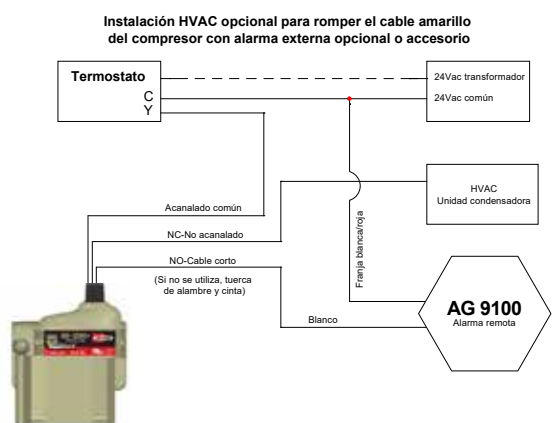 Instalación HVAC opcional para romper el cable amarillo
del compresor con alarma externa opcional o accesorio
Termostato
C
Y
24Vac transformador
24Vac común
HVAC
Unidad condensadora
Acanalado común
NC-No acanalado
NO-Cable corto
(Si no se utiliza, tuerca
de alambre y cinta)
Franja blanca/roja
Blanco
AG 9100
Alarma remota